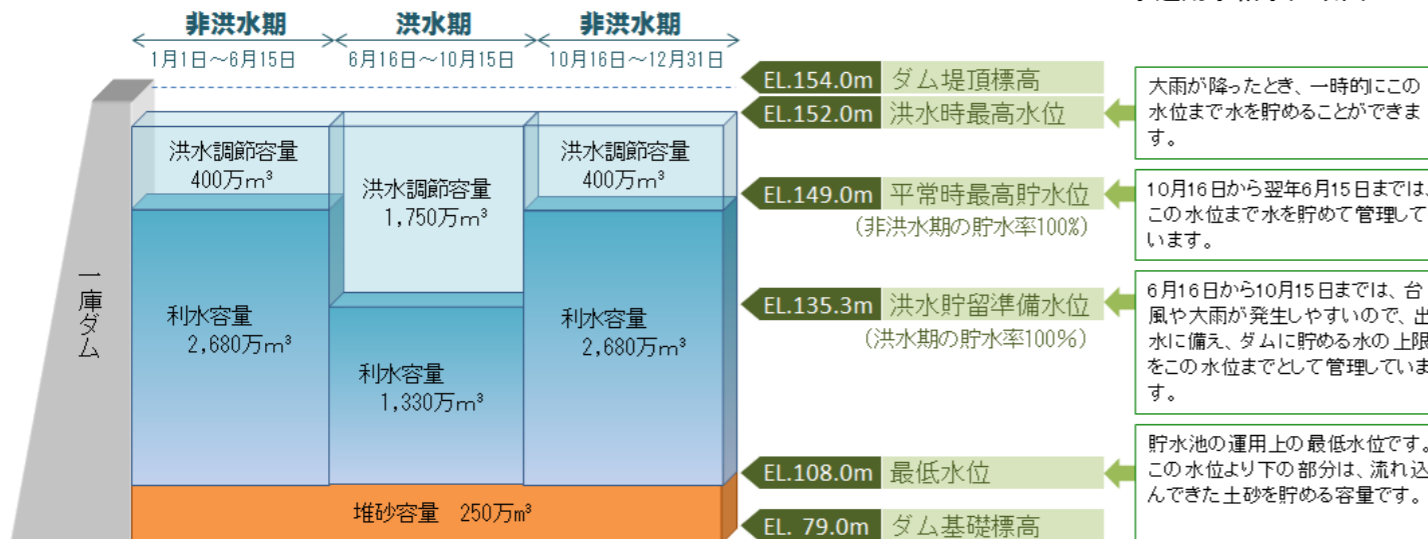 非洪水期
洪水期
非洪水期
1月1日～6月15日
6月16日～10月15日
10月16日～12月31日
洪水調節容量
400万m³
洪水調節容量
1,750万m³
洪水調節容量
400万m³
利水容量
2,680万m³
利水容量
1,330万m³
利水容量
2,680万m³
堆砂容量 250万m³
一庫ダム
EL.154.0m ダム堤頂標高
EL.152.0m 洪水時最高水位
EL.149.0m 平常時最高貯水位
(非洪水期の貯水率100%)
EL.135.3m 洪水貯留準備水位
(洪水期の貯水率100%)
EL.108.0m 最低水位
EL. 79.0m ダム基礎標高
大雨が降ったとき、一時的にこの
水位まで水を貯めることができま
す。
10月16日から翌年6月15日までは、
この水位まで水を貯めて管理して
います。
6月16日から10月15日までは、台
風や大雨が発生しやすいので、出
水に備え、ダムに貯める水の上限
をこの水位までとして管理していま
す。
貯水池の運用上の最低水位です。
この水位より下の部分は、流れ込
んできた土砂を貯める容量です。